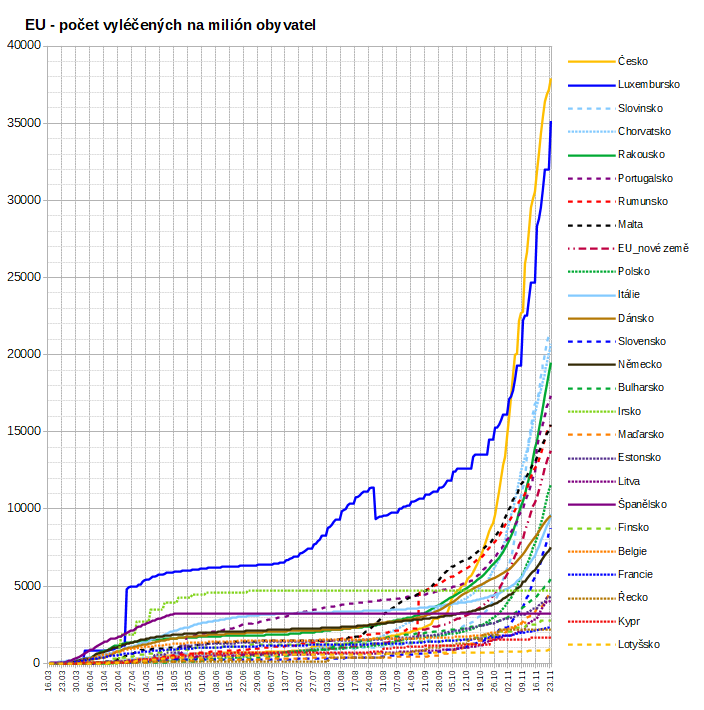 EU - počet vyléčených na milión obyvatel
40000
35000
30000
25000
20000
15000
10000
5000
0
16.03
23.03
30.03
06.04
13.04
20.04
27.04
04.05
11.05
18.05
25.05
01.06
08.06
15.06
22.06
29.06
06.07
13.07
20.07
27.07
03.08
10.08
17.08
24.08
31.08
07.09
14.09
21.09
28.09
05.10
12.10
19.10
26.10
02.11
09.11
16.11
23.11
Česko
Luxembursko
Slovinsko
Chorvatsko
Rakousko
Portugalsko
Rumunsko
Malta
EU_nové země
Polsko
Itálie
Dánsko
Slovensko
Německo
Bulharsko
Irsko
Maďarsko
Estonsko
Litva
Španělsko
Finsko
Belgie
Francie
Řecko
Kypr
Lotyšsko